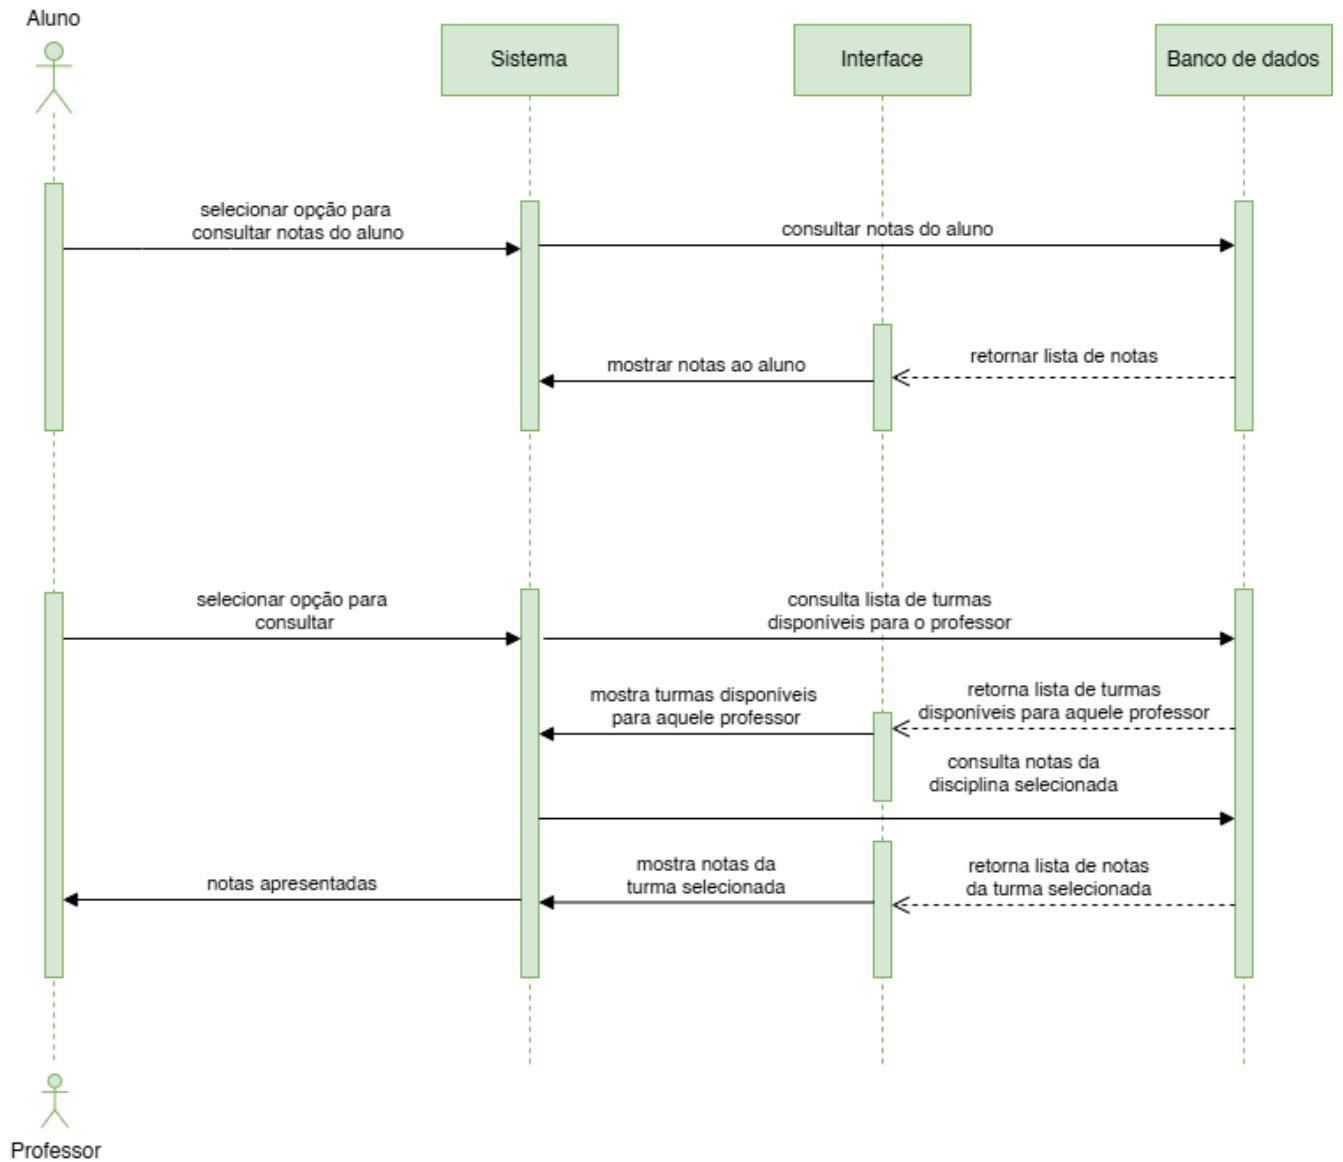 Aluno
Sistema
Interface
Banco de dados
selecionar opção para
consultar notas do aluno
consultar notas do aluno
mostrar notas ao aluno
retornar lista de notas
selecionar opção para
consultar
consulta lista de turmas
disponíveis para o professor
mostra turmas disponíveis
para aquele professor
retorna lista de turmas
disponíveis para aquele professor
consulta notas da
disciplina selecionada
notas apresentadas
mostra notas da
turma selecionada
retorna lista de notas
da turma selecionada
Professor